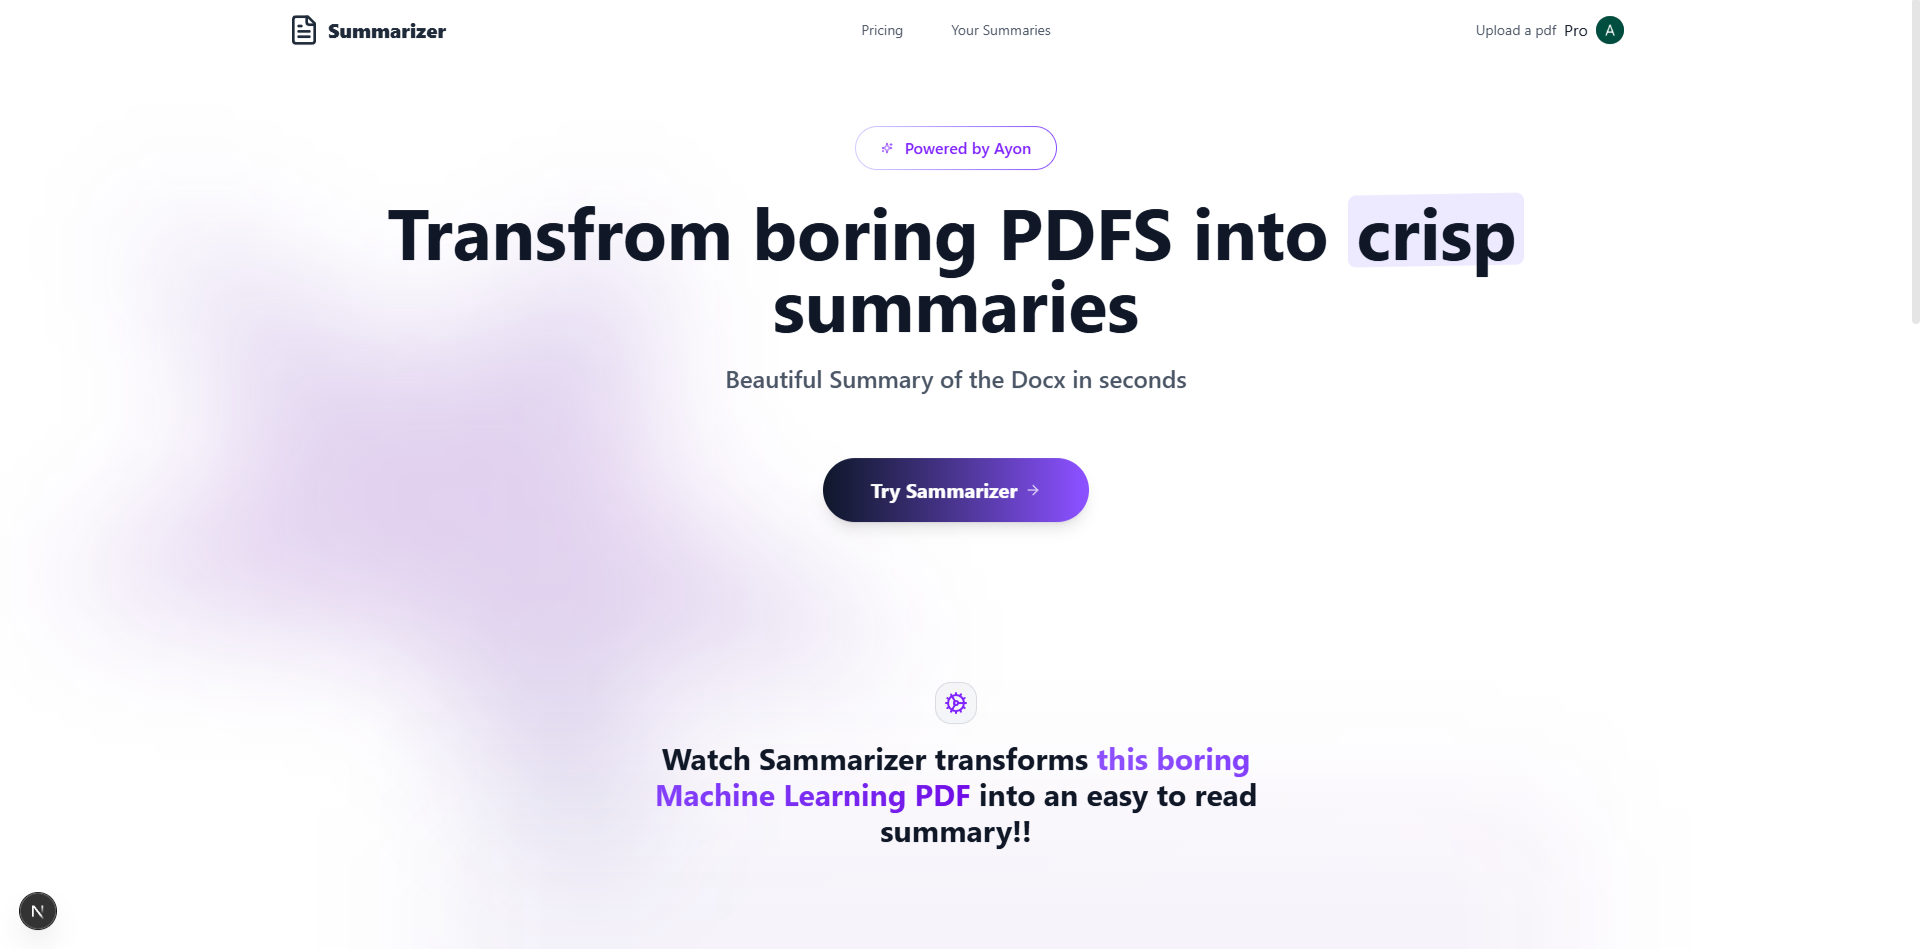 Summarizer
Pricing
Your Summaries
Upload a pdf
Pro
A
Powered by Ayon
Transfrom boring PDFS into crisp
summaries
Beautiful Summary of the Docx in seconds
Try Sammarizer
Watch Sammarizer transforms this boring
Machine Learning PDF into an easy to read
summary!!
N